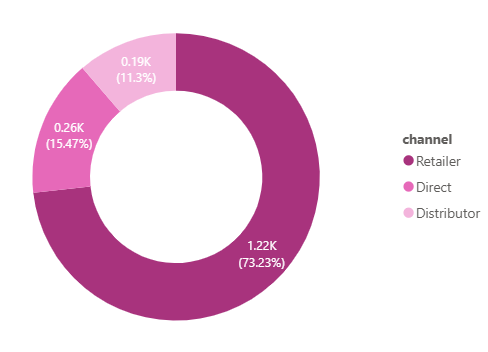 0.19K
(11.3%)
0.26K
(15.47%)
1.22K
(73.23%)
channel
Retailer
Direct
Distributor